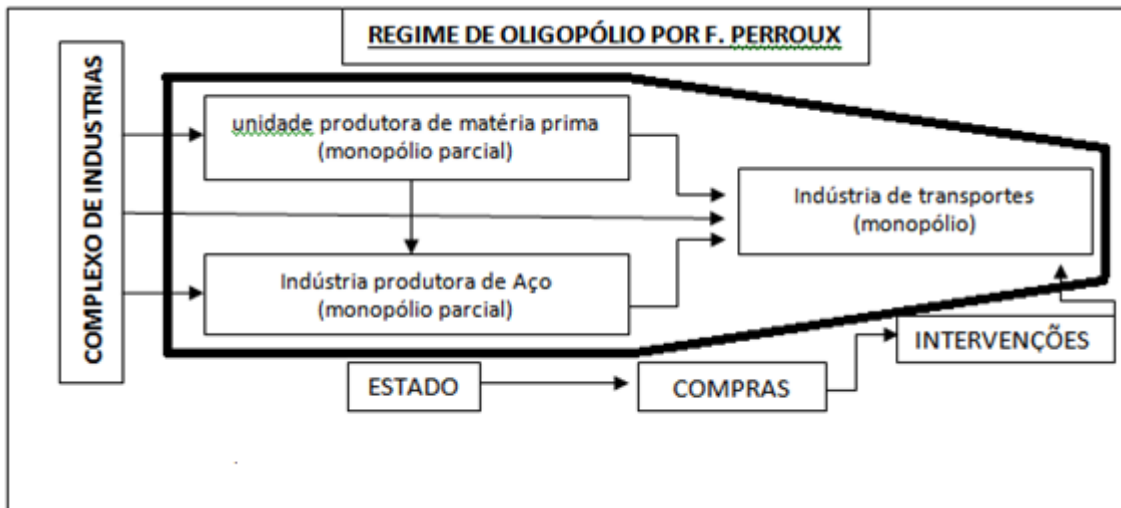 REGIME DE OLIGOPÓLIO POR F. PERROUX
COMPLEXO DE INDUSTRIAS
unidade produtora de matéria prima
(monopólio parcial)
Indústria de transportes
(monopólio)
Indústria produtora de Aço
(monopólio parcial)
INTERVENÇÕES
ESTADO
COMPRAS